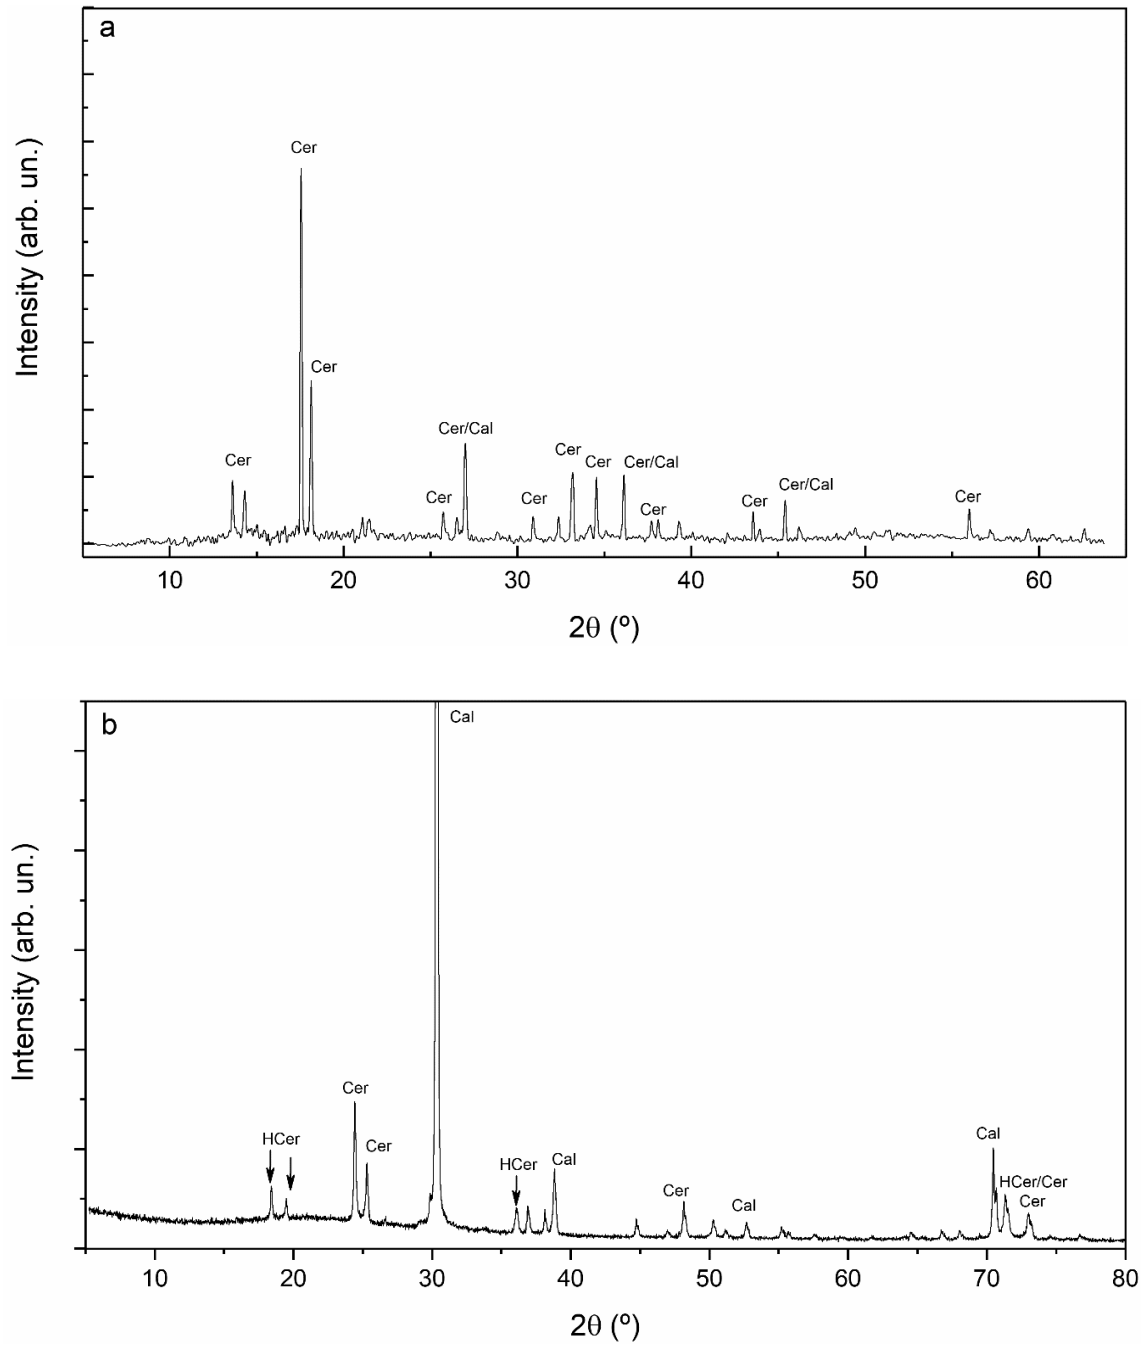 a
Intensity (arb. un.)
Cer
Cer
Cer
Cer/Cal
Cer
Cer
Cer
Cer
Cer/Cal
Cer
Cer
Cer/Cal
Cer
10 20 30 40 50 60
2θ (º)
b
Intensity (arb. un.)
Cal
Cer
Cer
HCer
HCer
Cal
Cer
Cal
Cal
HCer/Cer
Cer
10 20 30 40 50 60 70 80
2θ (º)